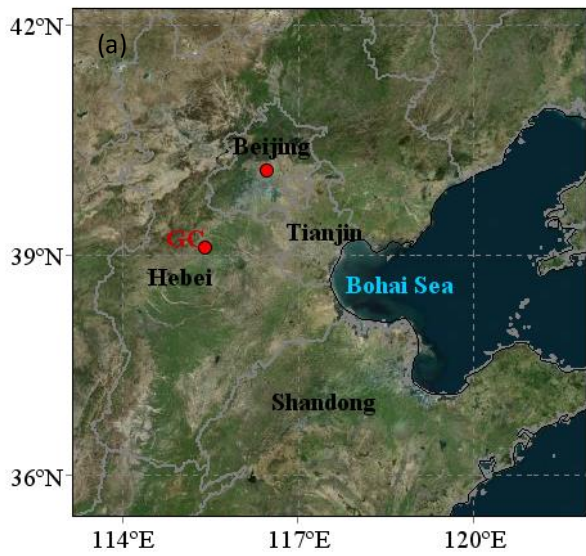 42°N
(a)
Beijing
GC
Tianjin
39°N
Hebei
Bohai Sea
Shandong
36°N
114°E
117°E
120°E